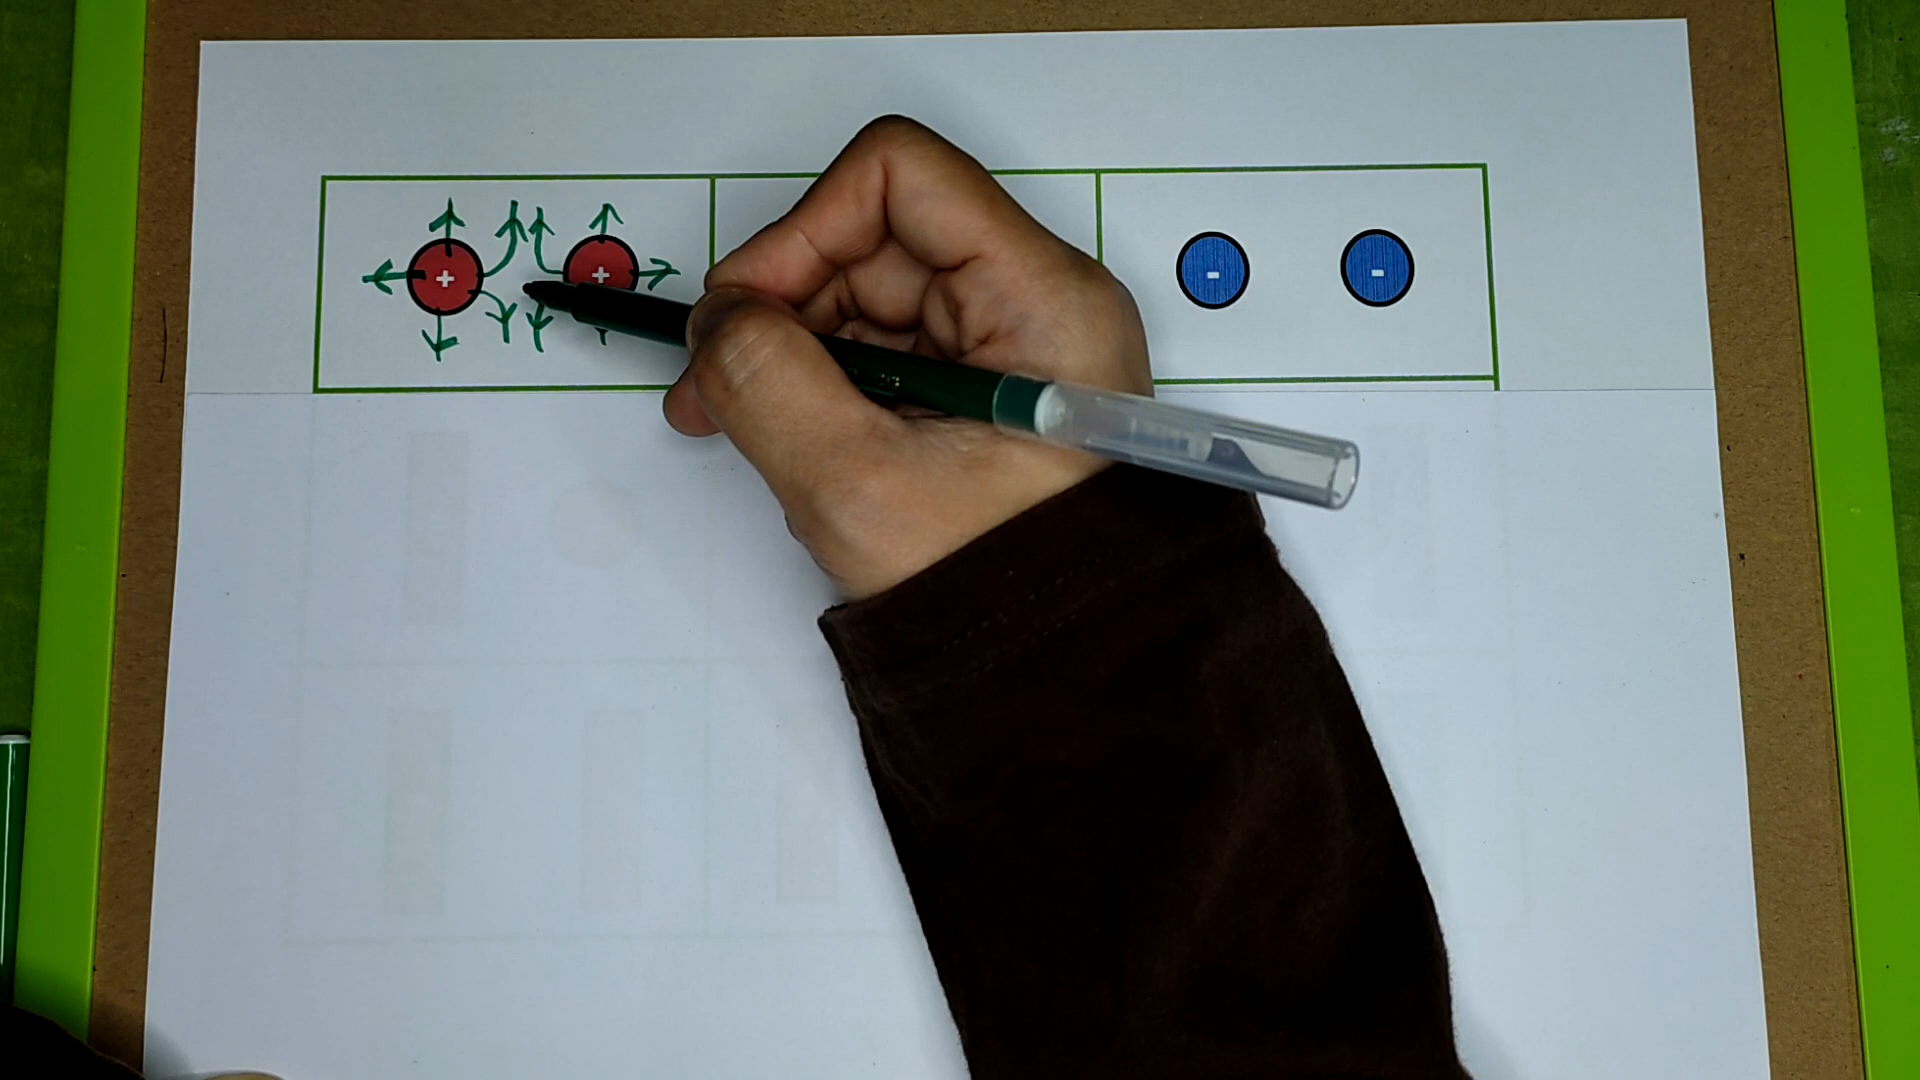 + + - -